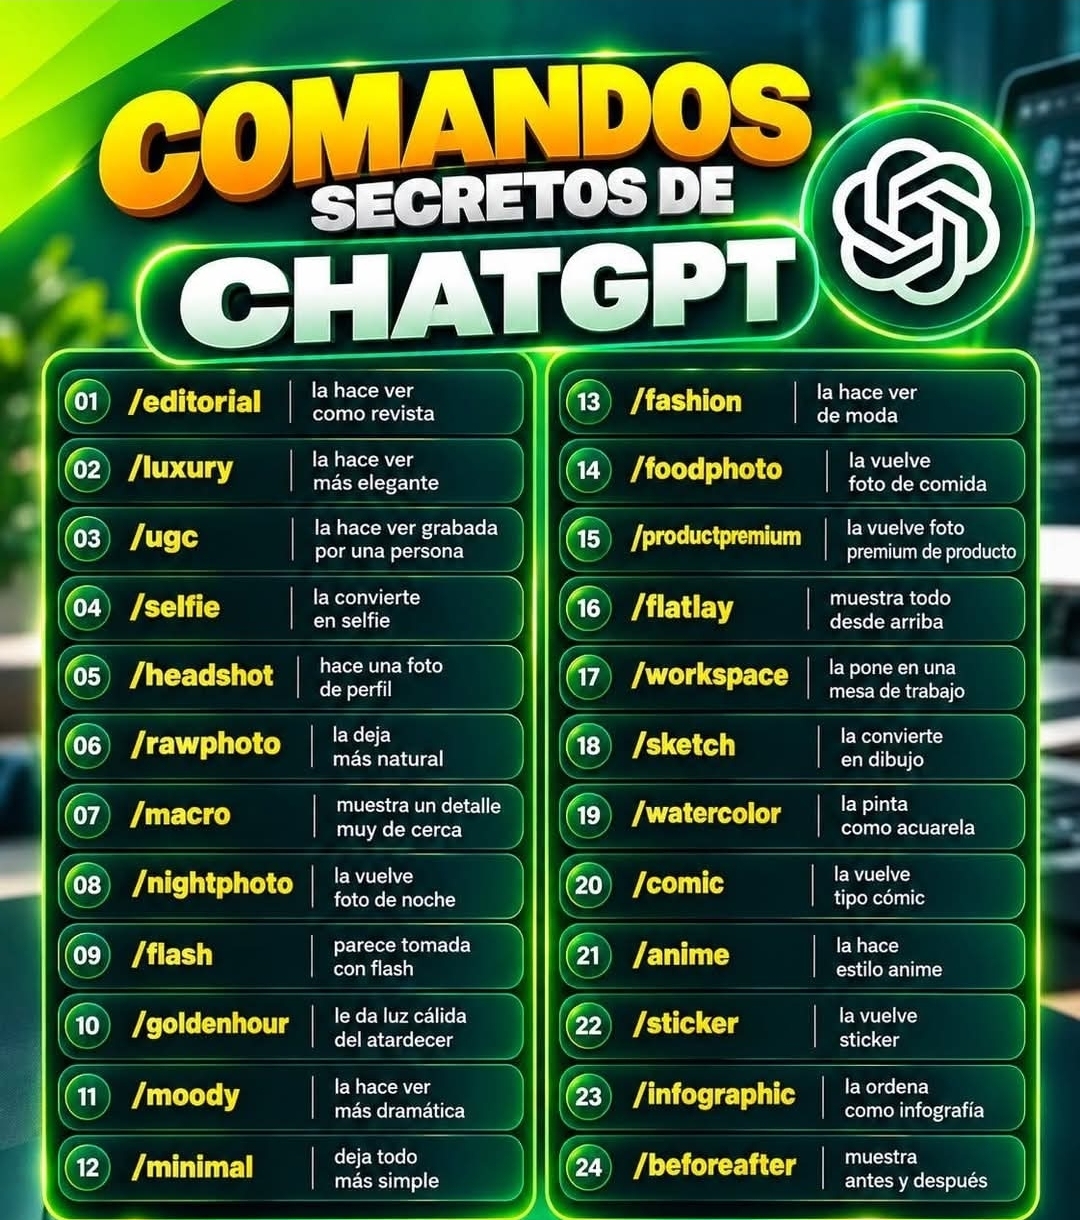 COMANDOS
SECRETOS DE
CHATGPT
01 /editorial la hace ver
como revista
02 /luxury la hace ver
más elegante
03 /ugc la hace ver grabada
por una persona
04 /selfie la convierte
en selfie
05 /headshot hace una foto
de perfil
06 /rawphoto la deja
más natural
07 /macro muestra un detalle
muy de cerca
08 /nightphoto la vuelve
foto de noche
09 /flash parece tomada
con flash
10 /goldenhour le da luz cálida
del atardecer
11 /moody la hace ver
más dramática
12 /minimal deja todo
más simple
13 /fashion la hace ver
de moda
14 /foodphoto la vuelve
foto de comida
15 /productpremium la vuelve foto
premium de producto
16 /flatlay muestra todo
desde arriba
17 /workspace la pone en una
mesa de trabajo
18 /sketch la convierte
en dibujo
19 /watercolor la pinta
como acuarela
20 /comic la vuelve
tipo cómic
21 /anime la hace
estilo anime
22 /sticker la vuelve
sticker
23 /infographic la ordena
como infografía
24 /beforeafter muestra
antes y después